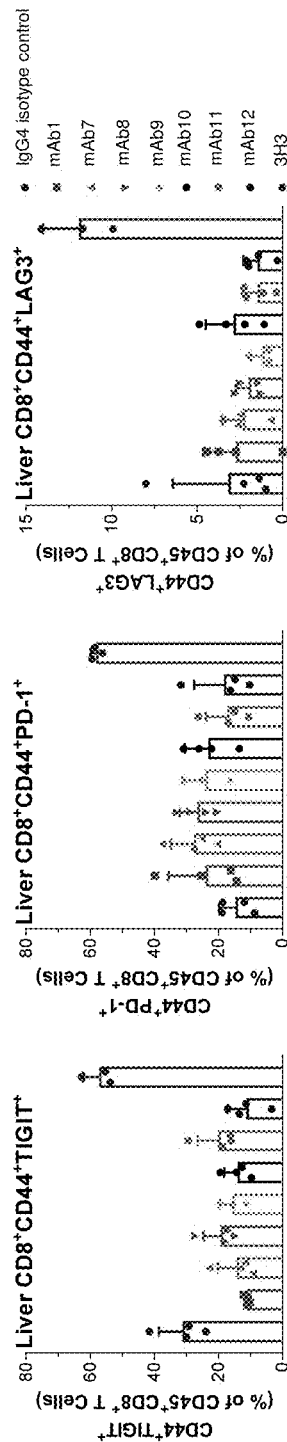 Liver CD8+CD44+TIGIT+
CD44+TIGIT+
(% of CD45+CD8+ T Cells)
80
60
40
20
0
Liver CD8+CD44+PD-1+
CD44+PD-1+
(% of CD45+CD8+ T Cells)
80
60
40
20
0
Liver CD8+CD44+LAG3+
CD44+LAG3+
(% of CD45+CD8+ T Cells)
15
10
5
0
IgG4 isotype control
mAb1
mAb7
mAb8
mAb9
mAb10
mAb11
mAb12
3H3